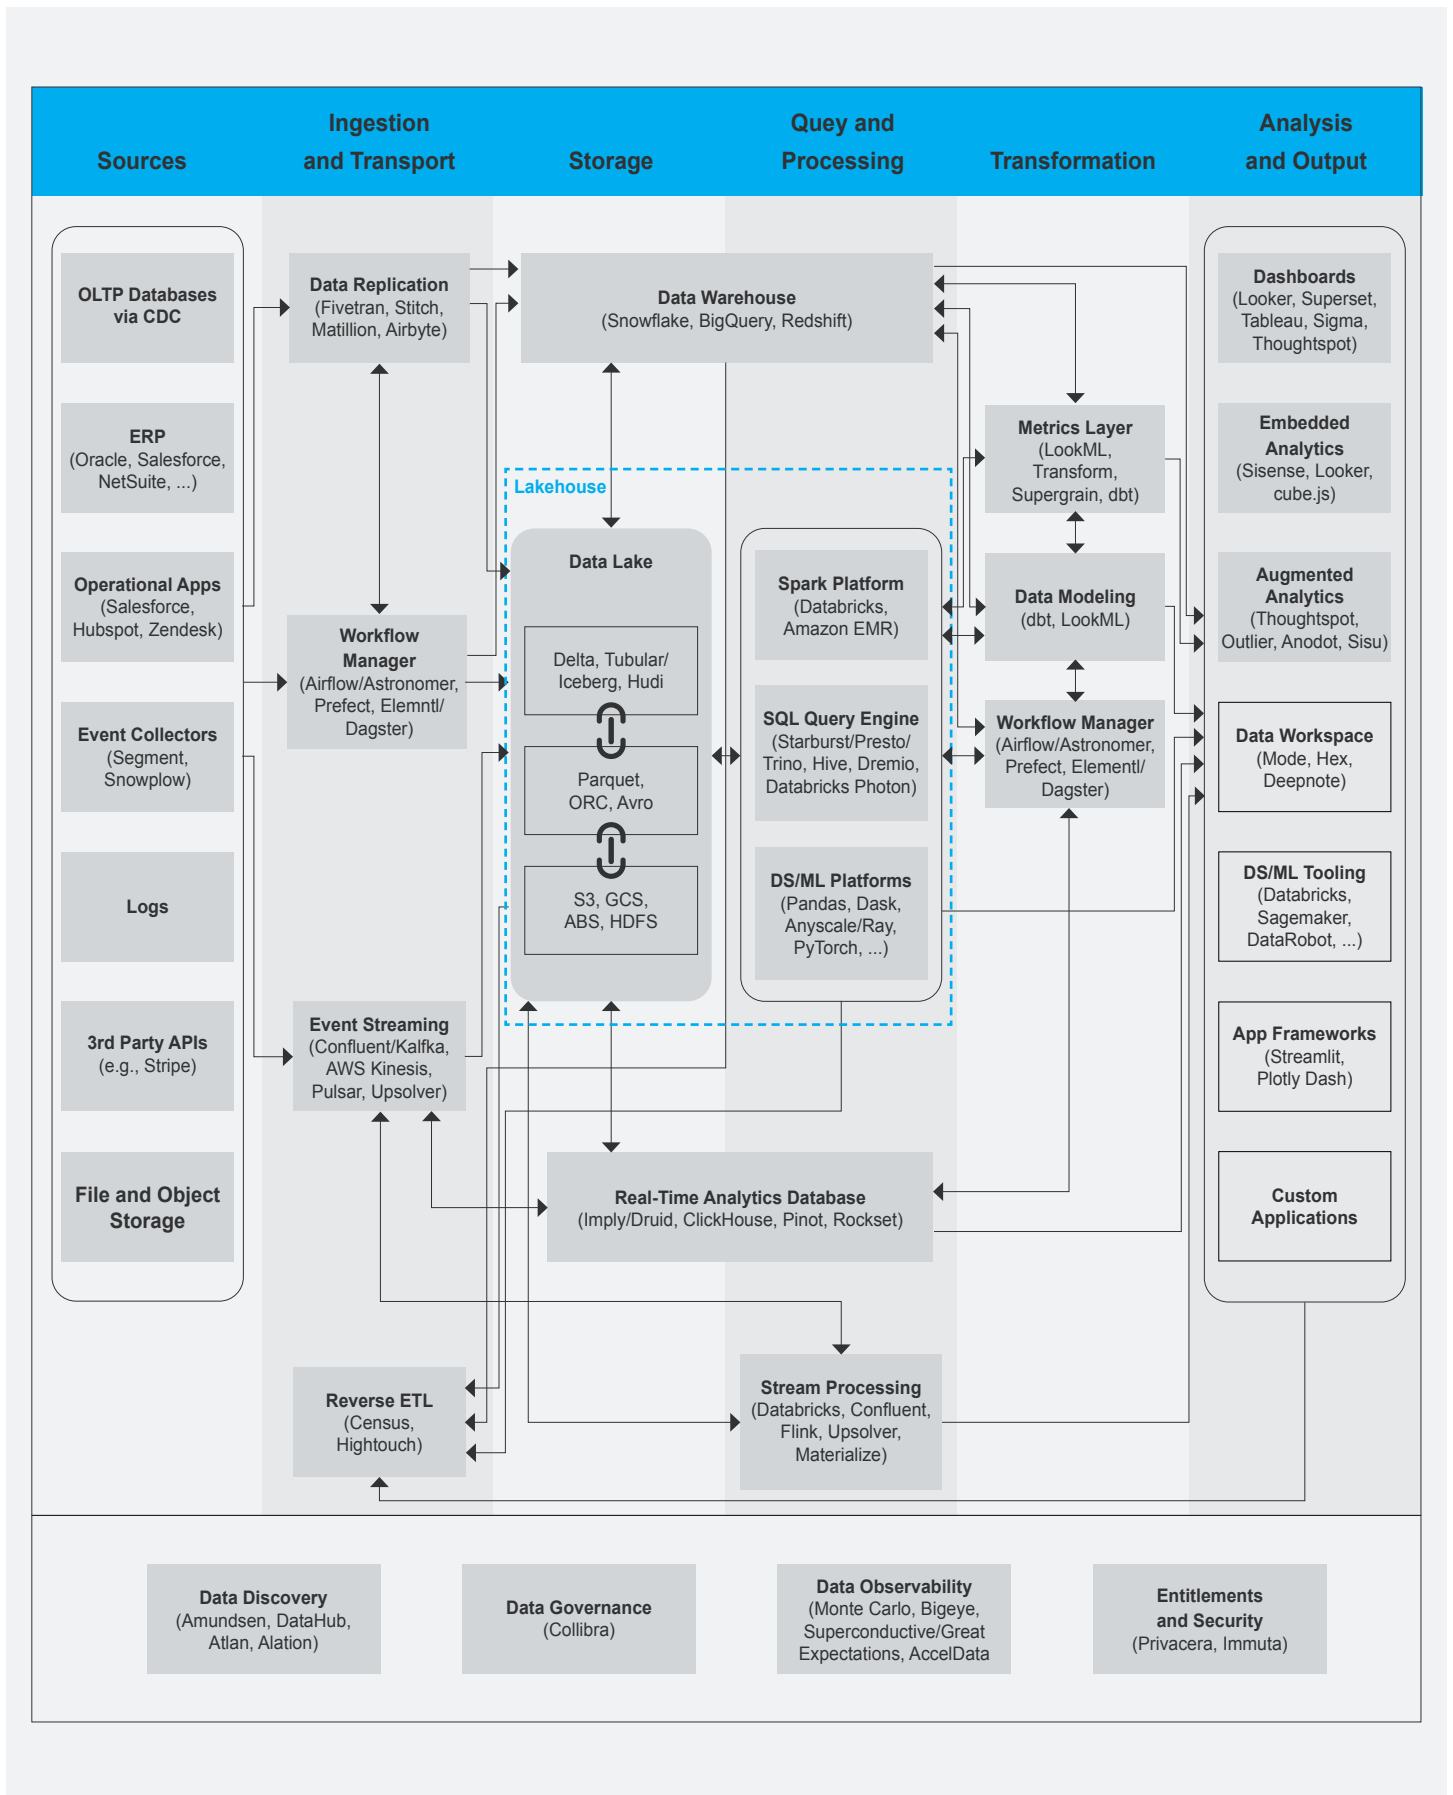 Sources
Ingestion
and Transport
Storage
Quey and
Processing
Transformation
Analysis
and Output
OLTP Databases
via CDC
ERP
(Oracle, Salesforce,
NetSuite, ...)
Operational Apps
(Salesforce,
Hubspot, Zendesk)
Event Collectors
(Segment,
Snowplow)
Logs
3rd Party APIs
(e.g., Stripe)
File and Object
Storage
Data Replication
(Fivetran, Stitch,
Matillion, Airbyte)
Workflow
Manager
(Airflow/Astronomer,
Prefect, Elemntl/
Dagster)
Event Streaming
(Confluent/Kalfka,
AWS Kinesis,
Pulsar, Upsolver)
Reverse ETL
(Census,
Hightouch)
Data Warehouse
(Snowflake, BigQuery, Redshift)
Lakehouse
Data Lake
Delta, Tubular/
Iceberg, Hudi
Parquet,
ORC, Avro
S3, GCS,
ABS, HDFS
Spark Platform
(Databricks,
Amazon EMR)
SQL Query Engine
(Starburst/Presto/
Trino, Hive, Dremio,
Databricks Photon)
DS/ML Platforms
(Pandas, Dask,
Anyscale/Ray,
PyTorch, ...)
Real-Time Analytics Database
(Imply/Druid, ClickHouse, Pinot, Rockset)
Stream Processing
(Databricks, Confluent,
Flink, Upsolver,
Materialize)
Metrics Layer
(LookML,
Transform,
Supergrain, dbt)
Data Modeling
(dbt, LookML)
Workflow Manager
(Airflow/Astronomer,
Prefect, Elementl/
Dagster)
Dashboards
(Looker, Superset,
Tableau, Sigma,
Thoughtspot)
Embedded
Analytics
(Sisense, Looker,
cube.js)
Augmented
Analytics
(Thoughtspot,
Outlier, Anodot, Sisu)
Data Workspace
(Mode, Hex,
Deepnote)
DS/ML Tooling
(Databricks,
Sagemaker,
DataRobot, ...)
App Frameworks
(Streamlit,
Plotly Dash)
Custom
Applications
Data Discovery
(Amundsen, DataHub,
Atlan, Alation)
Data Governance
(Collibra)
Data Observability
(Monte Carlo, Bigeye,
Superconductive/Great
Expectations, AccelData
Entitlements
and Security
(Privacera, Immuta)